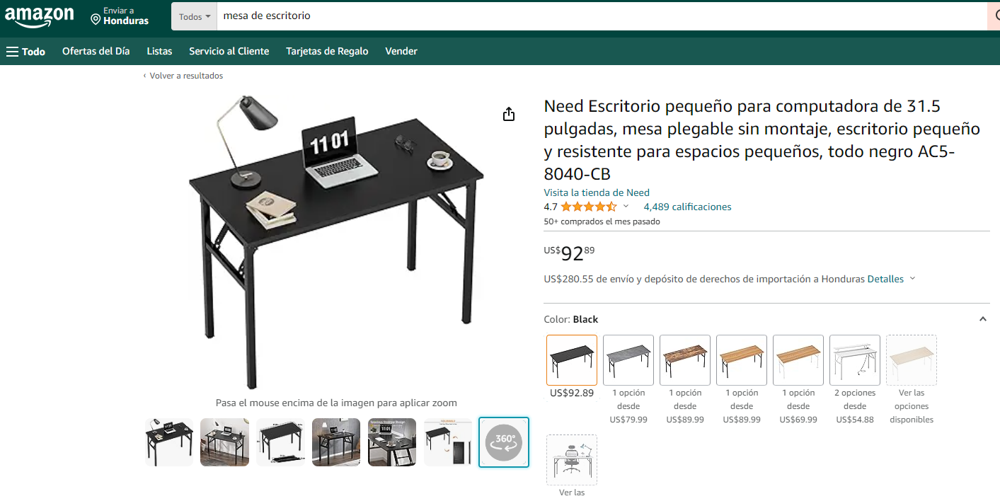 amazon
Enviar a
Honduras
Todos
mesa de escritorio
Todo
Ofertas del Día
Listas
Servicio al Cliente
Tarjetas de Regalo
Vender
‹ Volver a resultados
11 01
Pasa el mouse encima de la imagen para aplicar zoom
360°
Need Escritorio pequeño para computadora de 31.5
pulgadas, mesa plegable sin montaje, escritorio pequeño
y resistente para espacios pequeños, todo negro AC5-
8040-CB
Visita la tienda de Need
4.7
4,489 calificaciones
50+ comprados el mes pasado
US$92 89
US$280.55 de envío y depósito de derechos de importación a Honduras Detalles
Color: Black
US$92.89
1 opción
desde
US$79.99
1 opción
desde
US$89.99
1 opción
desde
US$89.99
1 opción
desde
US$69.99
2 opciones
desde
US$54.88
Ver las
opciones
disponibles
Ver las